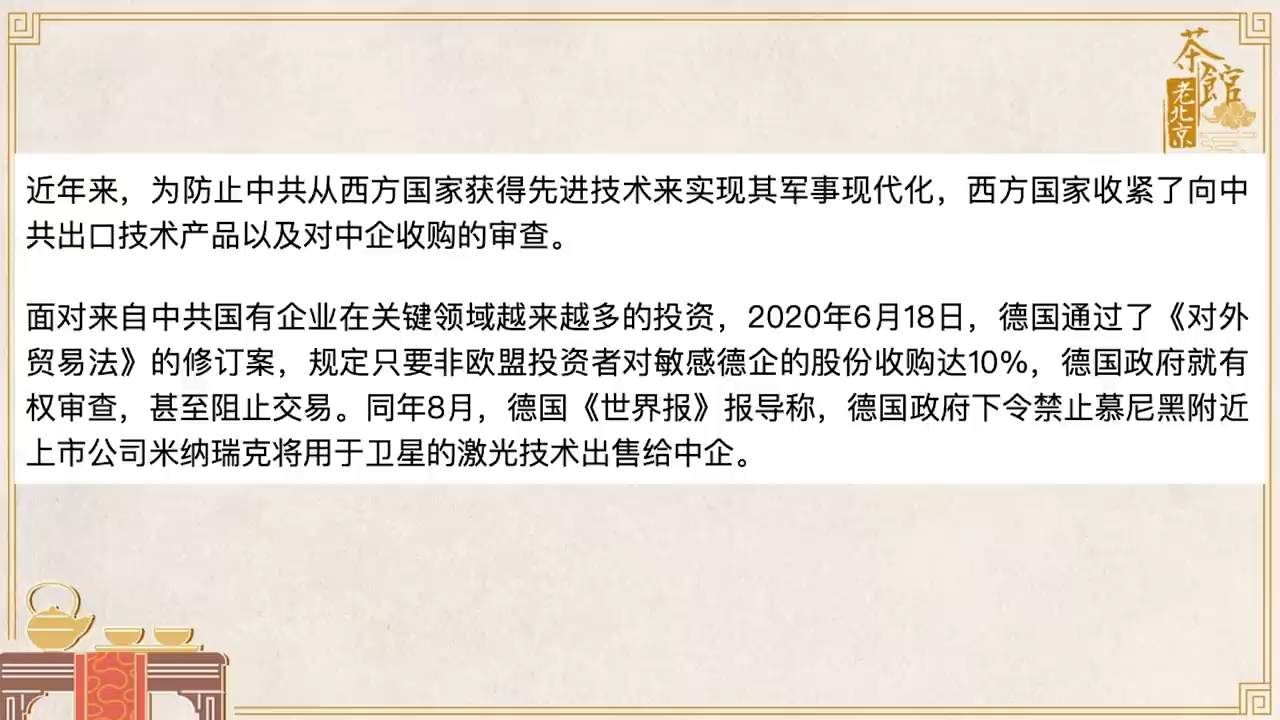 茶館
老北京
近年来，为防止中共从西方国家获得先进技术来实现其军事现代化，西方国家收紧了向中
共出口技术产品以及对中企收购的审查。
面对来自中共国有企业在关键领域越来越多的投资，2020年6月18日，德国通过了《对外
贸易法》的修订案，规定只要非欧盟投资者对敏感德企的股份收购达10%，德国政府就有
权审查，甚至阻止交易。同年8月，德国《世界报》报导称，德国政府下令禁止慕尼黑附近
上市公司米纳瑞克将用于卫星的激光技术出售给中企。